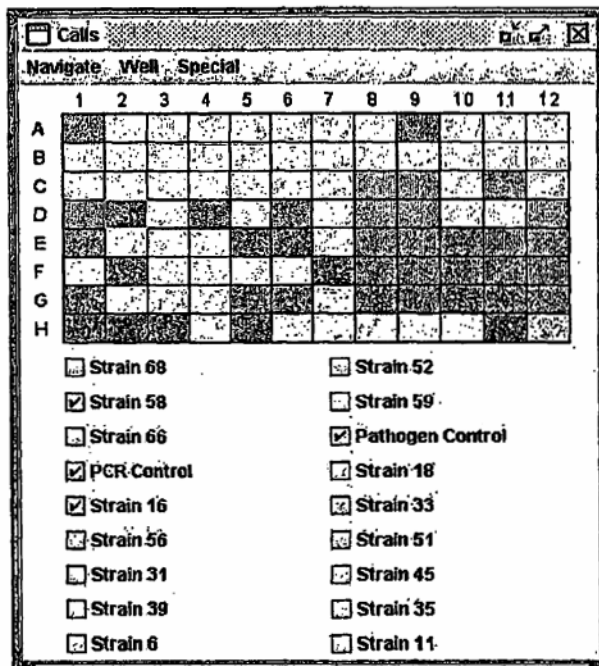 Calls
Navigate Well Special
1 2 3 4 5 6 7 8 9 10 11 12
A
B
C
D
E
F
G
H
Strain 68 Strain 52
Strain 58 Strain 59
Strain 66 Pathogen Control
PCR Control Strain 18
Strain 16 Strain 33
Strain 56 Strain 51
Strain 31 Strain 45
Strain 39 Strain 35
Strain 6 Strain 11